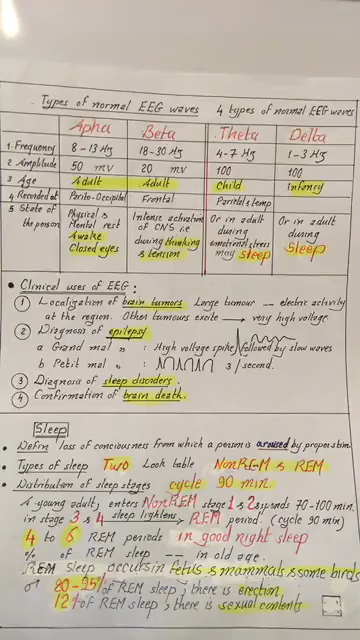 Types of normal EEG waves 4 types of normal EEG waves
Apha Beta Theta Delta
1. Frequency 8-13 Hz 18-30 Hz 4-7 Hz 1-3 Hz
2 Amplitude 50 mv 20 mv 100 100
3 Age Adult Adult Child Infancy
4 Recorded at Parito-Occipital Frontal Parital & temp
5 State of the person Physical & Mental rest Awake Closed eyes Intense activation of CNS i.e during thinking & tension Or in adult during emotional stress may sleep Or in adult during Sleep
• Clinical uses of EEG :
① Localization of brain tumors Large tumour — electric activity
at the region. Other tumours excite → very high voltage.
② Diagnosis of epilepsy
a Grand mal " : High voltage spike followed by slow waves
b Petit mal " : 3 / second.
③ Diagnosis of sleep disorders.
④ Confirmation of brain death.
Sleep
• Defin loss of conciousness from which a person is aroused by proper stim.
• Types of sleep Two Look table NonREM & REM
• Distribution of sleep stages cycle 90 min.
A young adult, enters NonREM stage 1 & 2 spends 70-100 min.
in stage 3 & 4 sleep lightens, REM period. (cycle 90 min)
4 to 6 REM periods in good night sleep
% of REM sleep -- in old age.
REM sleep occurs in fetus & mammals & some birds
80-25% of REM sleep, there is erection
12% of REM sleep, there is sexual contents